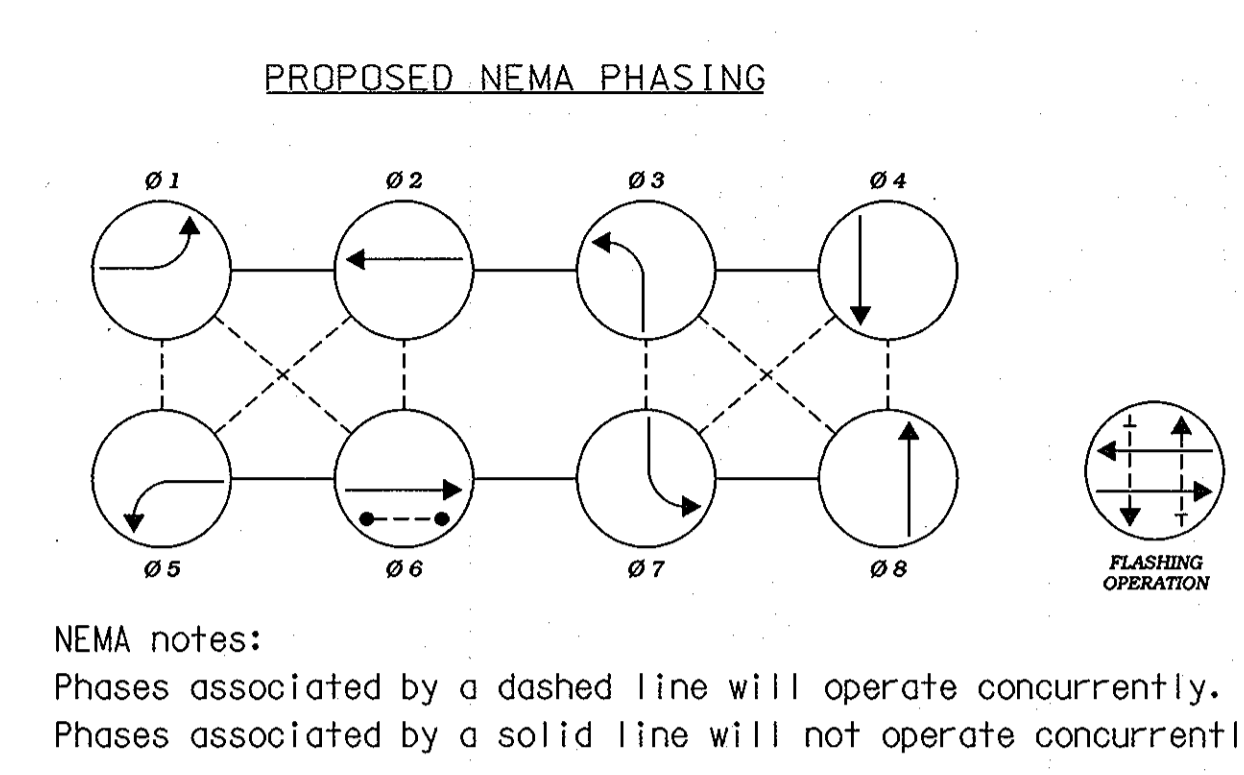 PROPOSED NEMA PHASING
Ø 1 Ø 2 Ø 3 Ø 4
Ø 5 Ø 6 Ø 7 Ø 8
FLASHING
OPERATION
NEMA notes:
Phases associated by a dashed line will operate concurrently.
Phases associated by a solid line will not operate concurrentl